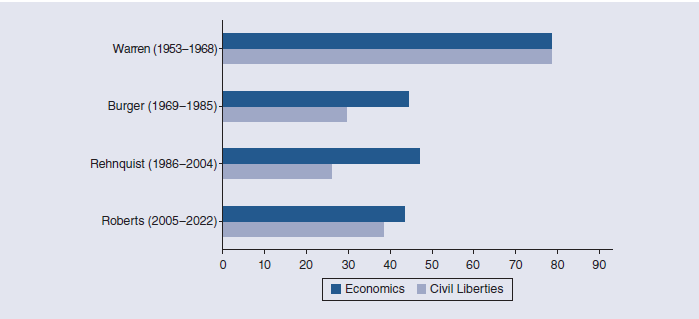 Warren (1953–1968)
Burger (1969–1985)
Rehnquist (1986–2004)
Roberts (2005–2022)
0 10 20 30 40 50 60 70 80 90
Economics Civil Liberties